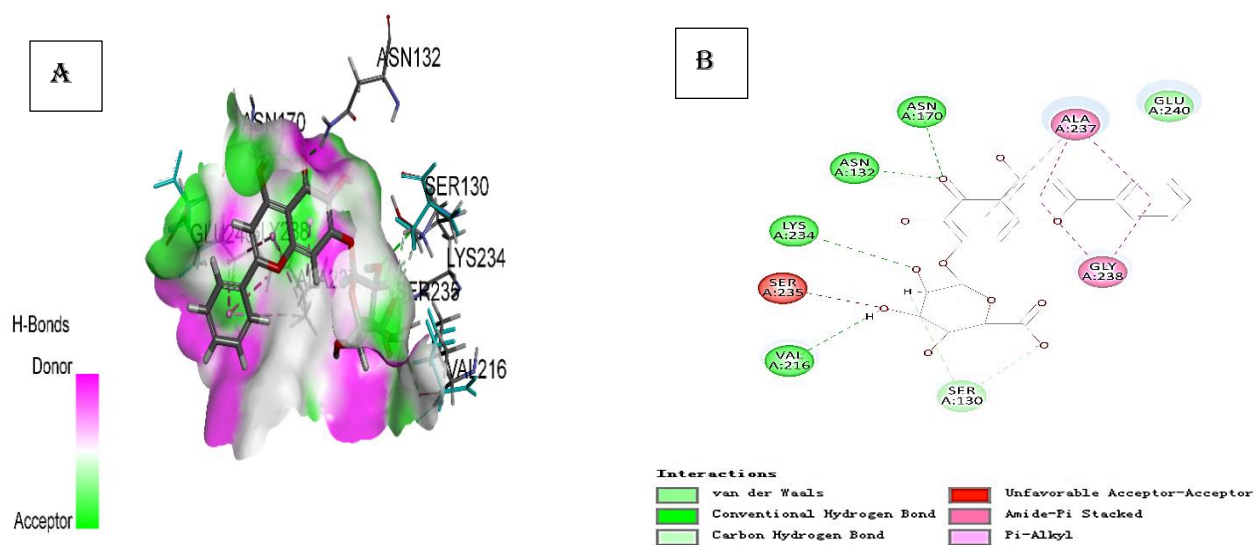 A
ASN132
ASN170
SER130
LYS234
SER235
VAL216
H-Bonds
Donor
Acceptor
B
ASN
A:170
ASN
A:132
LYS
A:234
SER
A:235
VAL
A:216
SER
A:130
ALA
A:237
GLY
A:238
GLU
A:240
H
H
O
O
O
O
O
O
O
O
O
O
O
Interactions
van der Waals
Conventional Hydrogen Bond
Carbon Hydrogen Bond
Unfavorable Acceptor-Acceptor
Amide-Pi Stacked
Pi-Alkyl